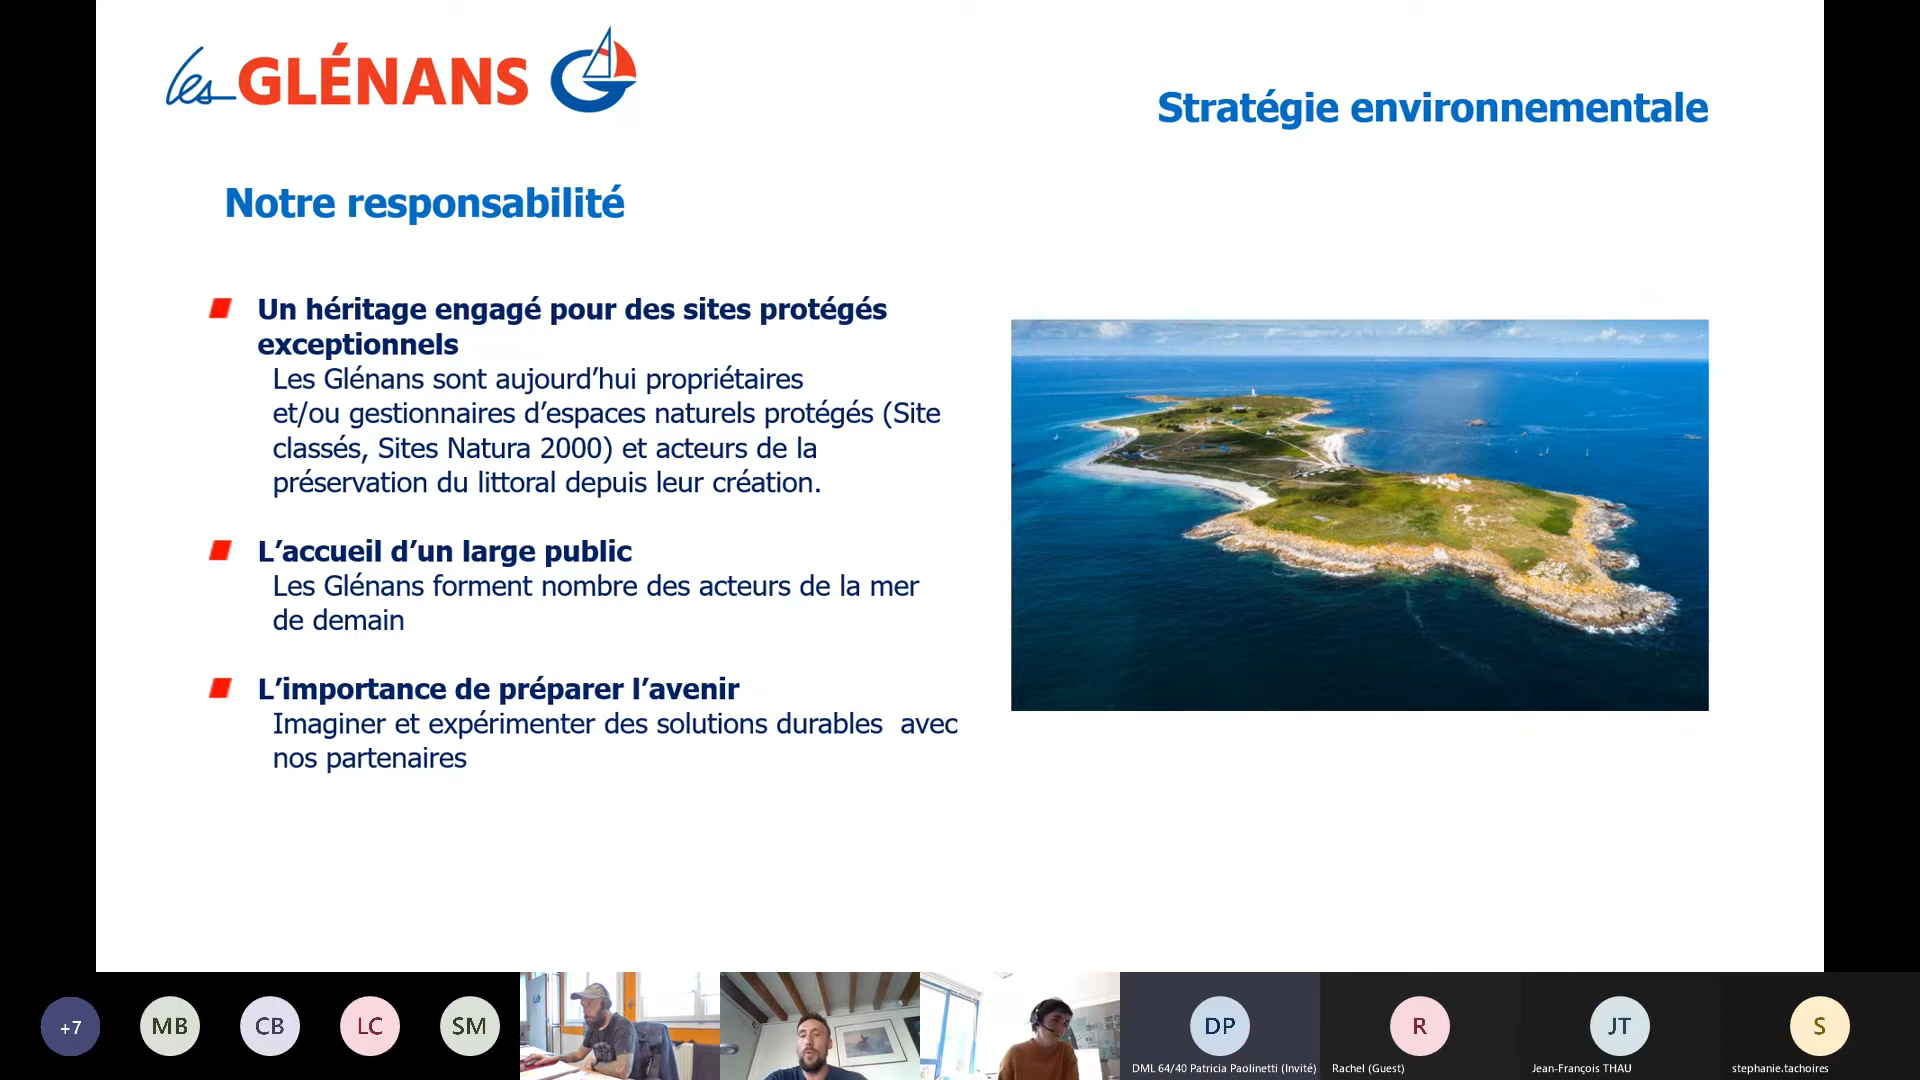 les GLÉNANS
Stratégie environnementale
Notre responsabilité
Un héritage engagé pour des sites protégés
exceptionnels
Les Glénans sont aujourd’hui propriétaires
et/ou gestionnaires d’espaces naturels protégés (Site
classés, Sites Natura 2000) et acteurs de la
préservation du littoral depuis leur création.
L’accueil d’un large public
Les Glénans forment nombre des acteurs de la mer
de demain
L’importance de préparer l’avenir
Imaginer et expérimenter des solutions durables  avec
nos partenaires
+7
MB
CB
LC
SM
DP
R
JT
S
DML 64/40 Patricia Paolinetti (Invité)
Rachel (Guest)
Jean-François THAU
stephanie.tachoires